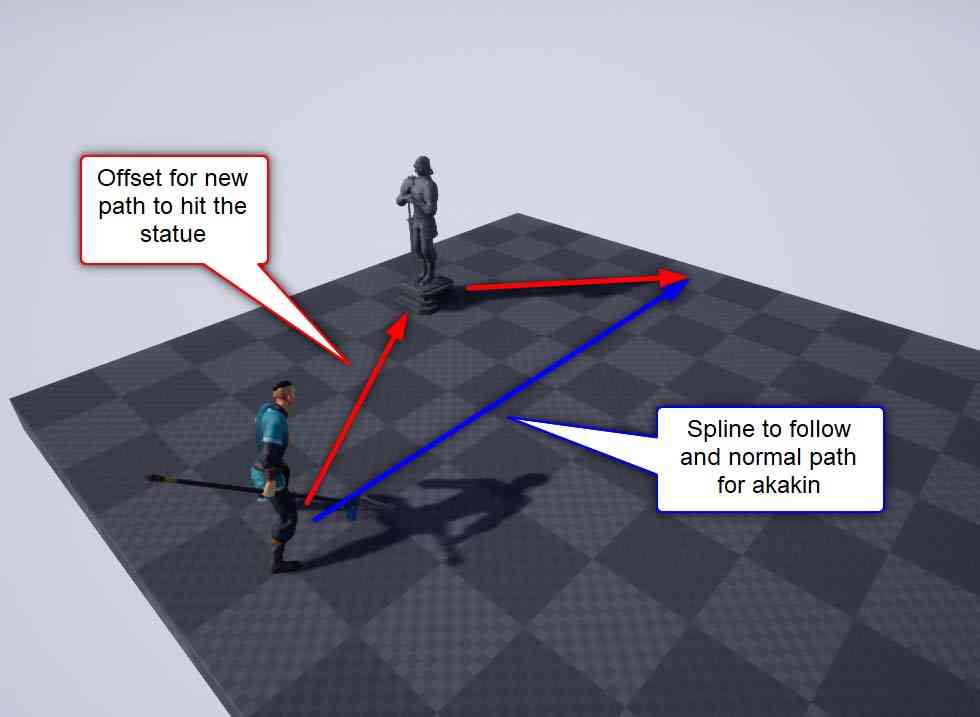 Offset for new
path to hit the
statue
Spline to follow
and normal path
for akakin